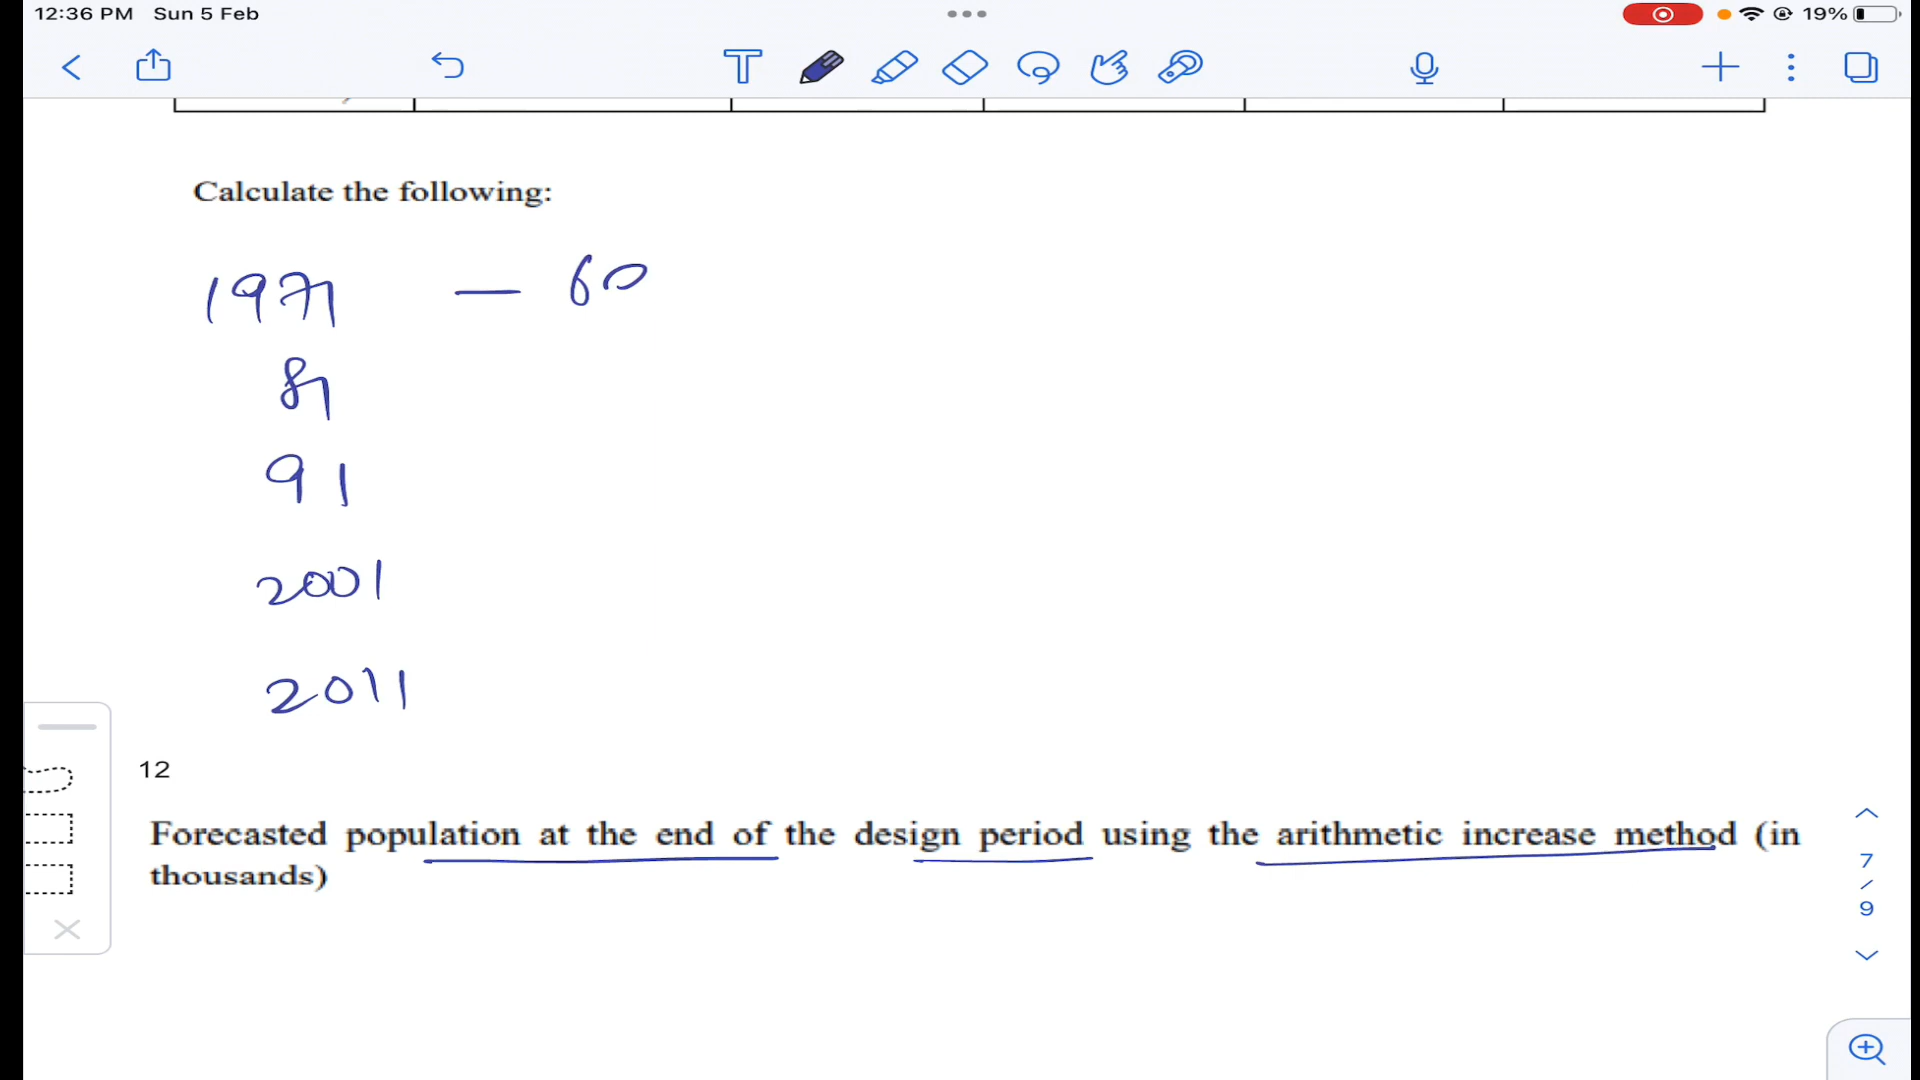 12:36 PM Sun 5 Feb
19%
Calculate the following:
1971 — 60
81
91
2001
2011
12
Forecasted population at the end of the design period using the arithmetic increase method (in
thousands)
7
/
9